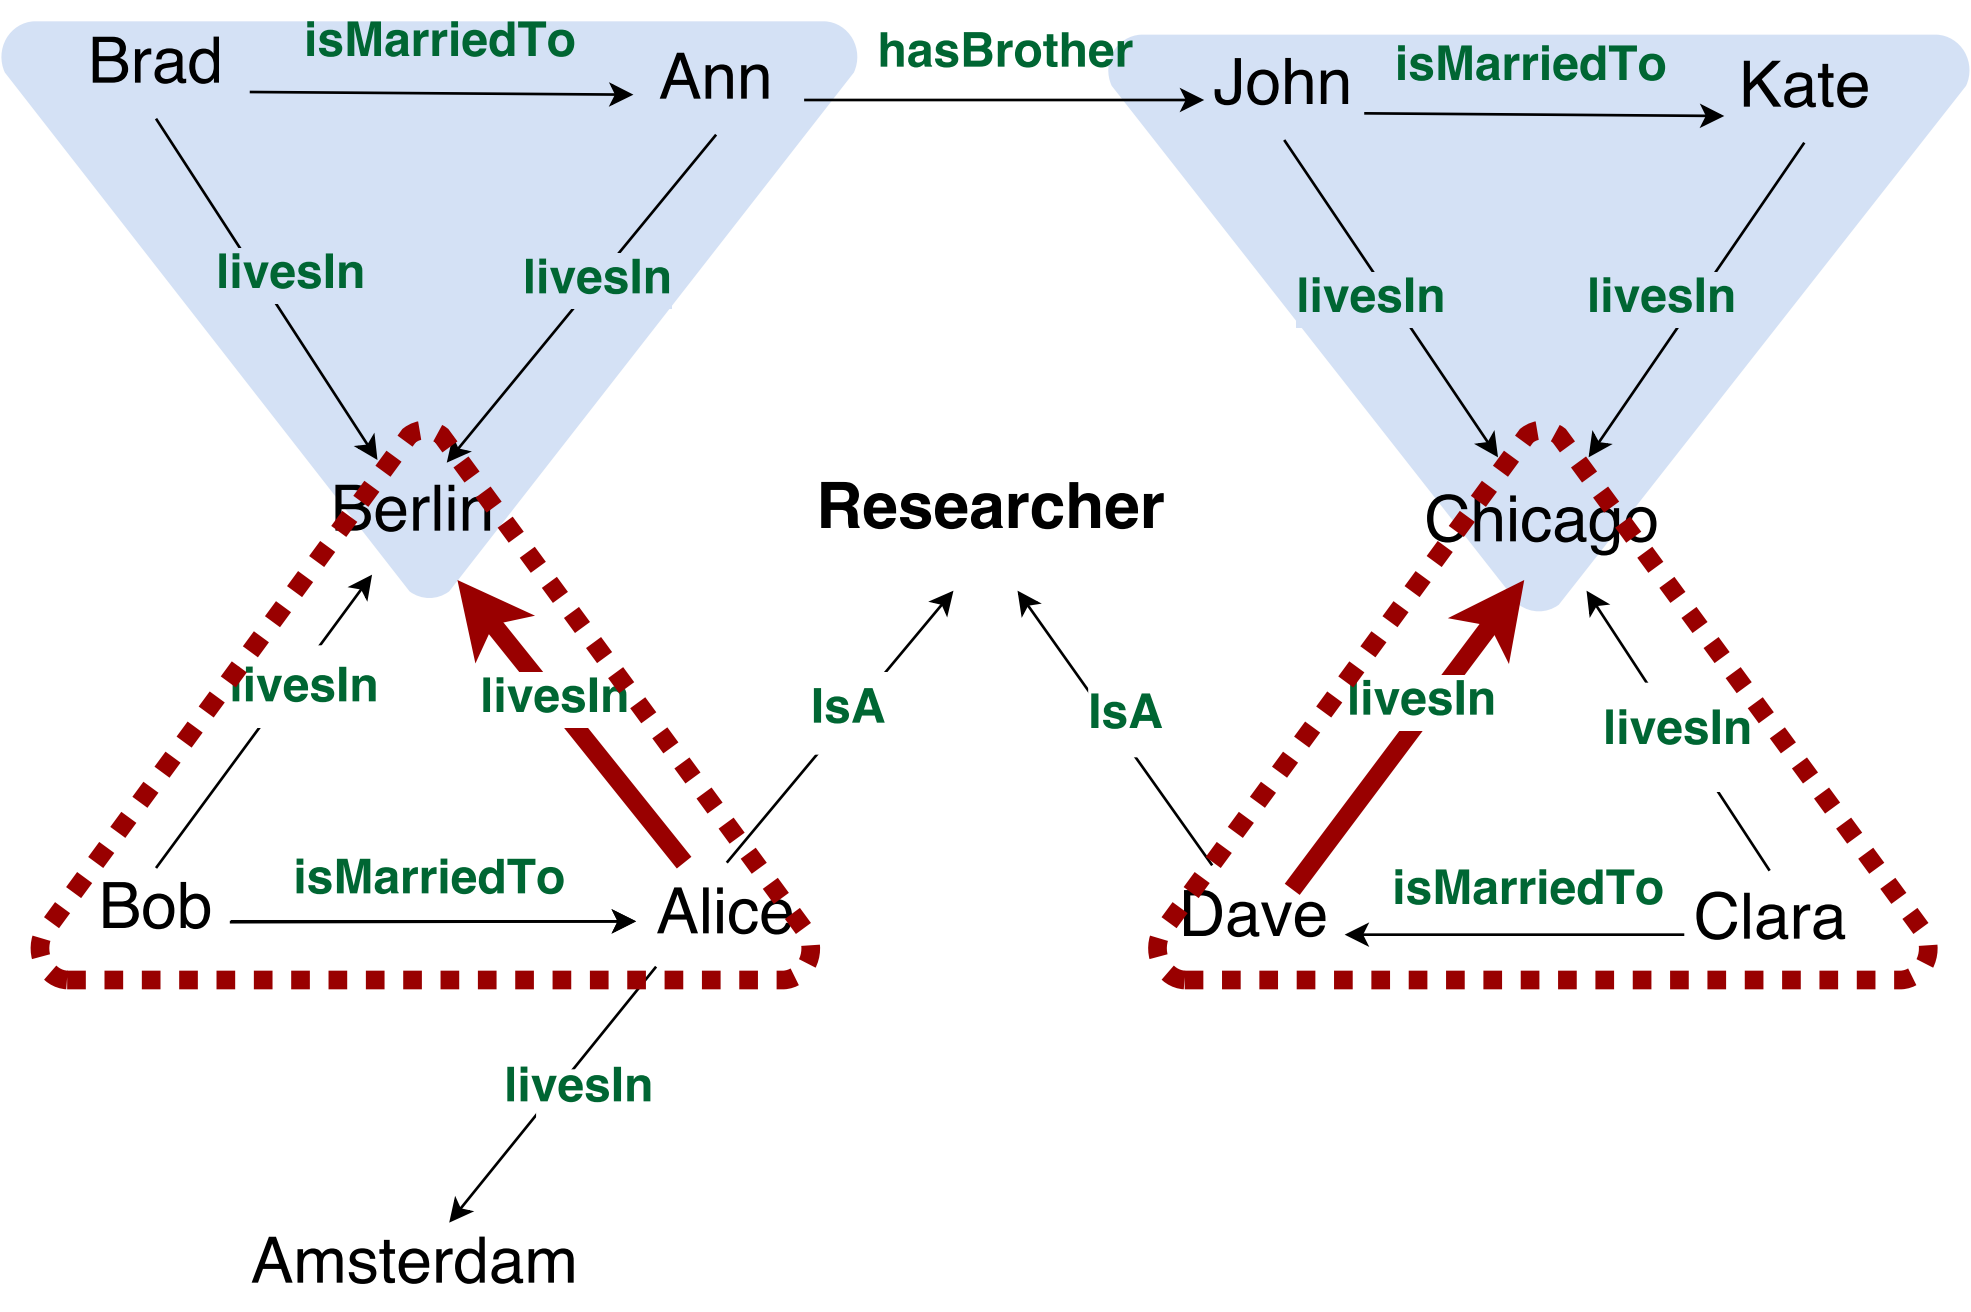 Brad
isMarriedTo
Ann
hasBrother
John
isMarriedTo
Kate
livesIn
livesIn
livesIn
livesIn
Berlin
Researcher
Chicago
livesIn
livesIn
IsA
IsA
livesIn
livesIn
Bob
isMarriedTo
Alice
Dave
isMarriedTo
Clara
livesIn
Amsterdam